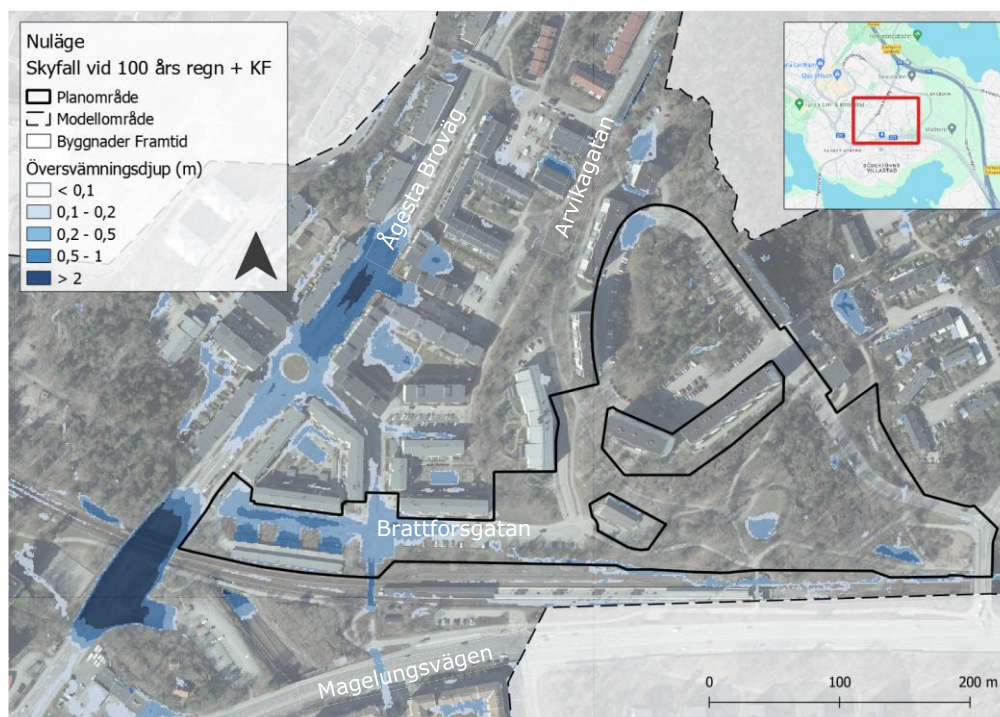 Nuläge
Skyfall vid 100 års regn + KF
Planområde
Modellområde
Byggnader Framtid
Översvämningsdjup (m)
< 0,1
0,1 - 0,2
0,2 - 0,5
0,5 - 1
> 2
Ågesta Broväg
Arvikagatan
Brattforsgatan
Magelungsvägen
0
100
200 m
VILLASTAD